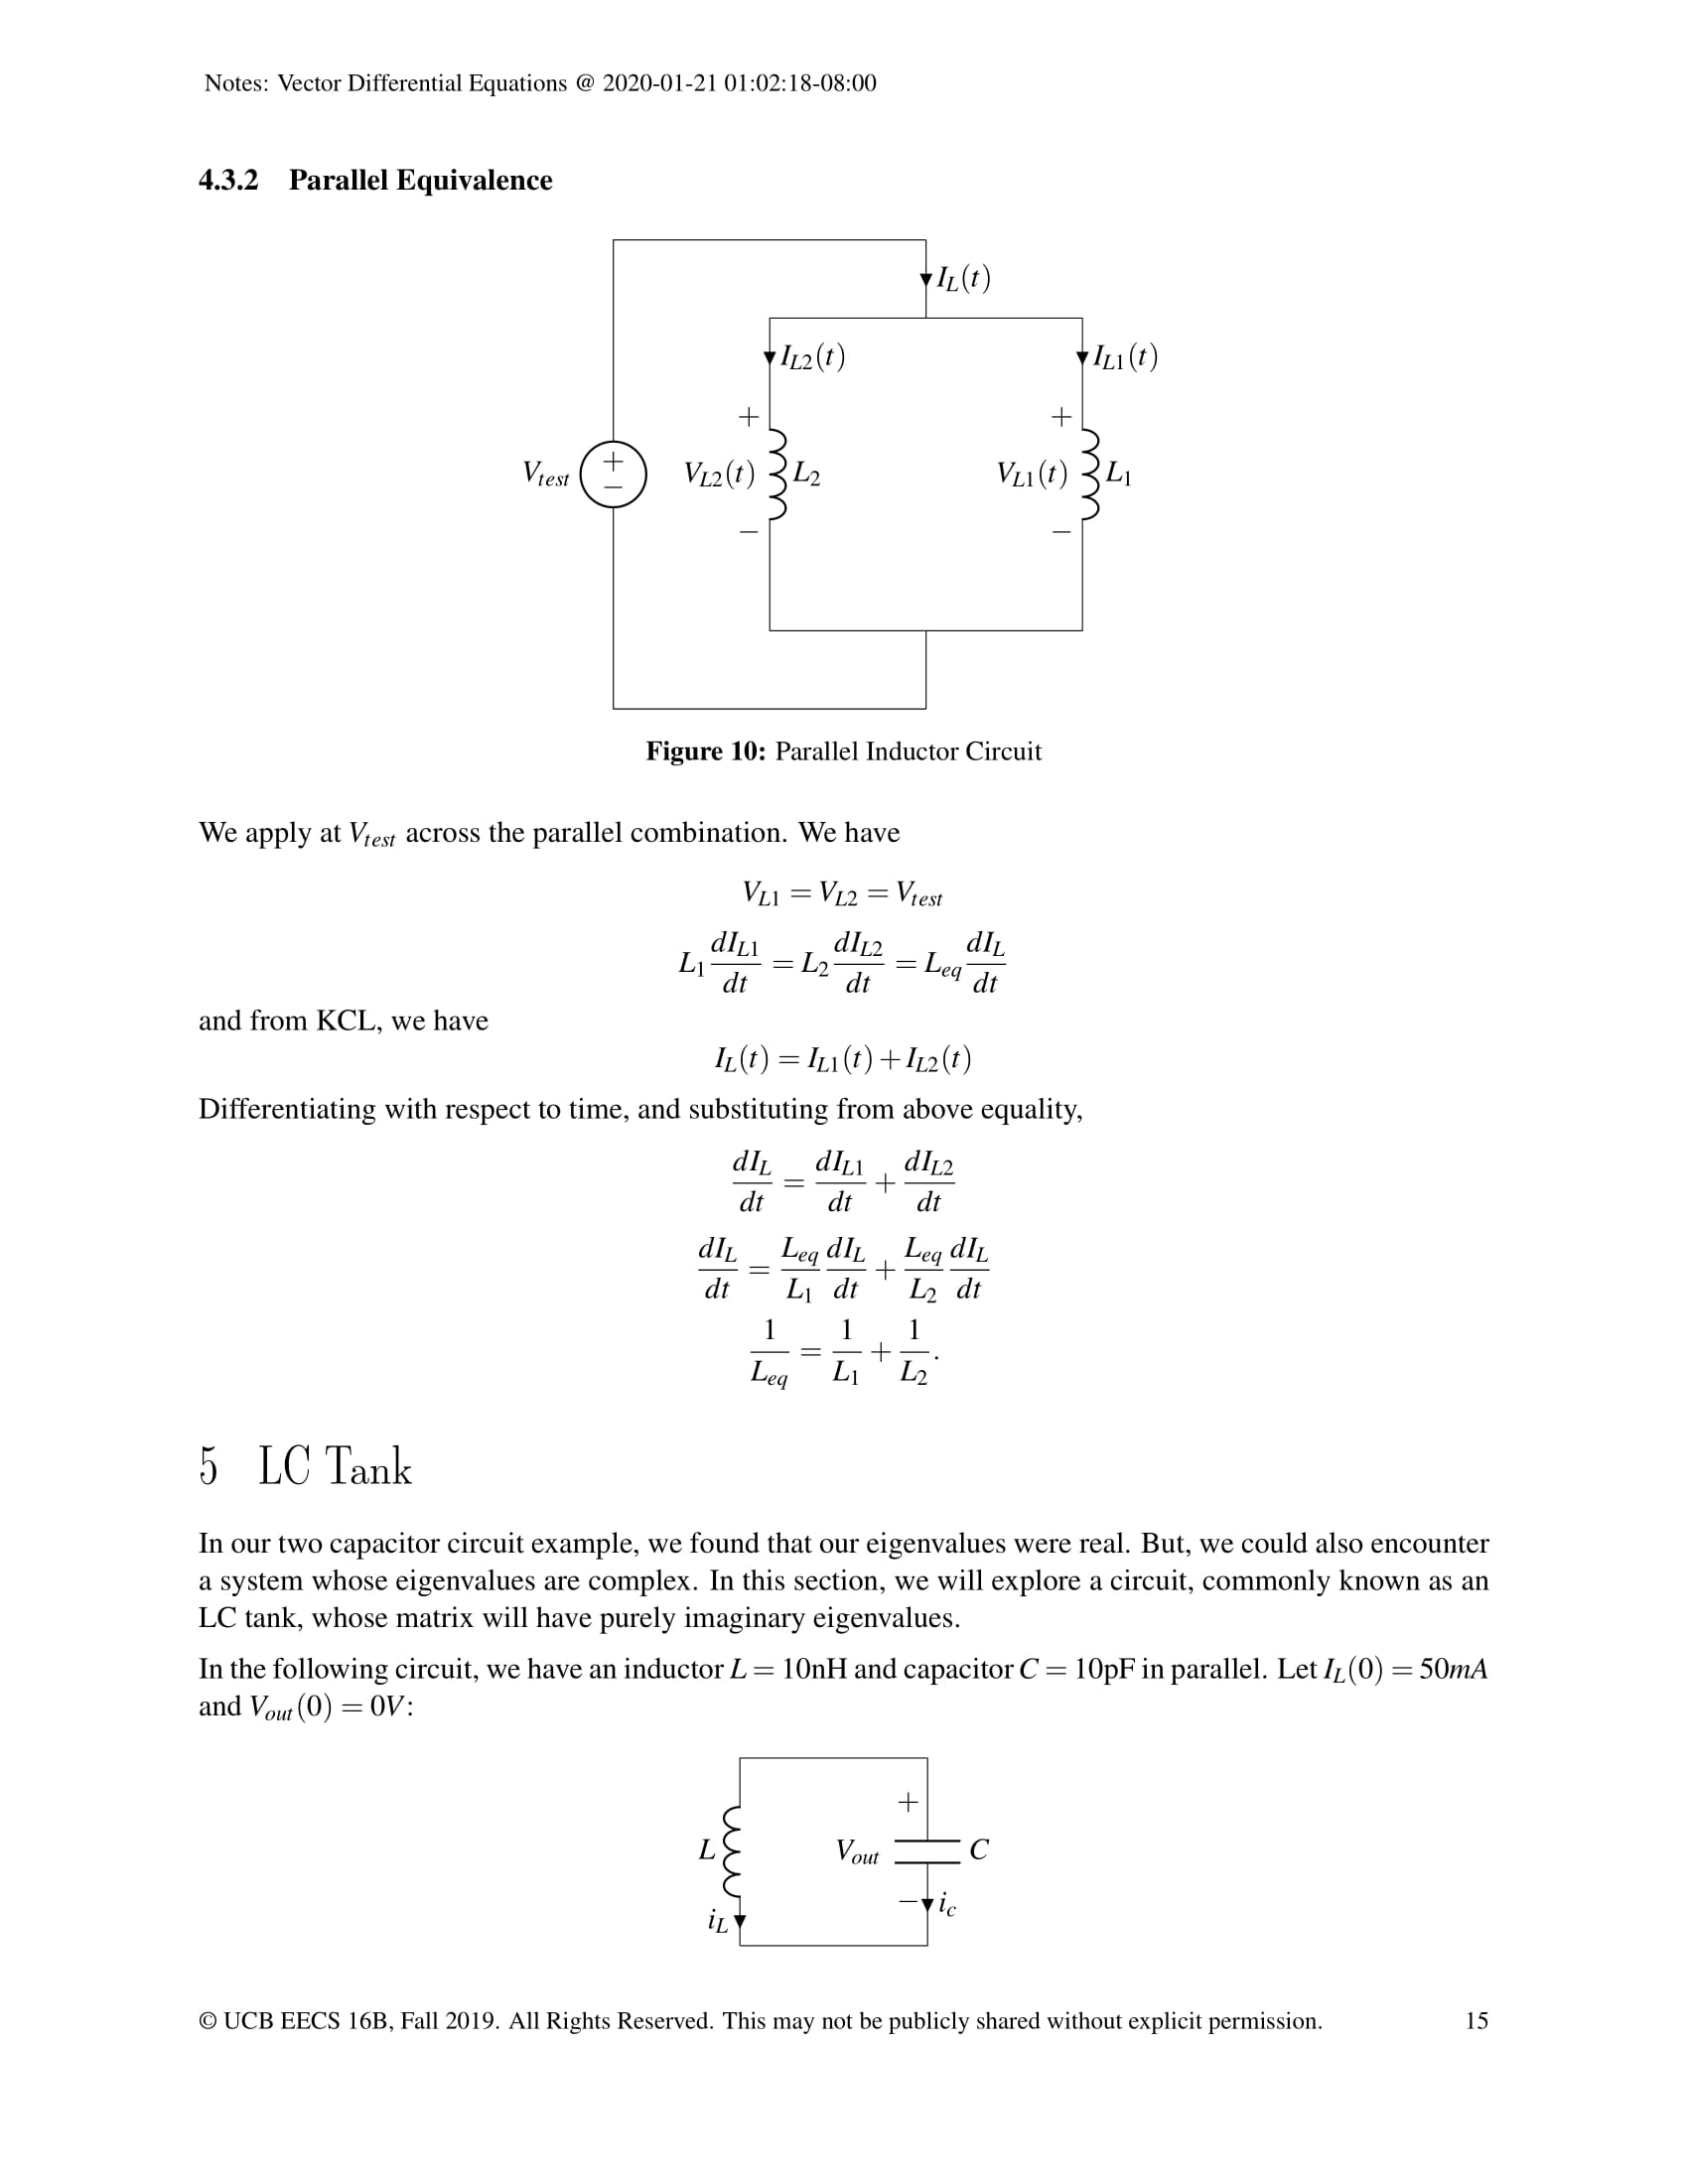 Notes: Vector Differential Equations @ 2020-01-21 01:02:18-08:00
4.3.2 Parallel Equivalence
I_L(t)
I_{L2}(t) I_{L1}(t)
+ +
V_{test} + − V_{L2}(t) L_2 V_{L1}(t) L_1
− −
Figure 10: Parallel Inductor Circuit
We apply at V_{test} across the parallel combination. We have
V_{L1} = V_{L2} = V_{test}
L_1 \frac{dI_{L1}}{dt} = L_2 \frac{dI_{L2}}{dt} = L_{eq} \frac{dI_L}{dt}
and from KCL, we have
I_L(t) = I_{L1}(t) + I_{L2}(t)
Differentiating with respect to time, and substituting from above equality,
\frac{dI_L}{dt} = \frac{dI_{L1}}{dt} + \frac{dI_{L2}}{dt}
\frac{dI_L}{dt} = \frac{L_{eq}}{L_1} \frac{dI_L}{dt} + \frac{L_{eq}}{L_2} \frac{dI_L}{dt}
\frac{1}{L_{eq}} = \frac{1}{L_1} + \frac{1}{L_2}.
5 LC Tank
In our two capacitor circuit example, we found that our eigenvalues were real. But, we could also encounter
a system whose eigenvalues are complex. In this section, we will explore a circuit, commonly known as an
LC tank, whose matrix will have purely imaginary eigenvalues.
In the following circuit, we have an inductor L = 10nH and capacitor C = 10pF in parallel. Let I_L(0) = 50mA
and V_{out}(0) = 0V:
+
L V_{out} C
− i_c
i_L
© UCB EECS 16B, Fall 2019. All Rights Reserved. This may not be publicly shared without explicit permission. 15